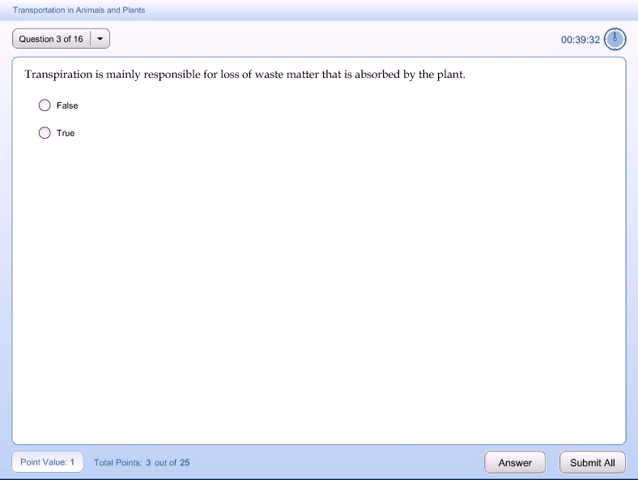 Transportation in Animals and Plants
Question 3 of 16
00:39:32
Transpiration is mainly responsible for loss of waste matter that is absorbed by the plant.
False
True
Point Value: 1
Total Points: 3 out of 25
Answer
Submit All